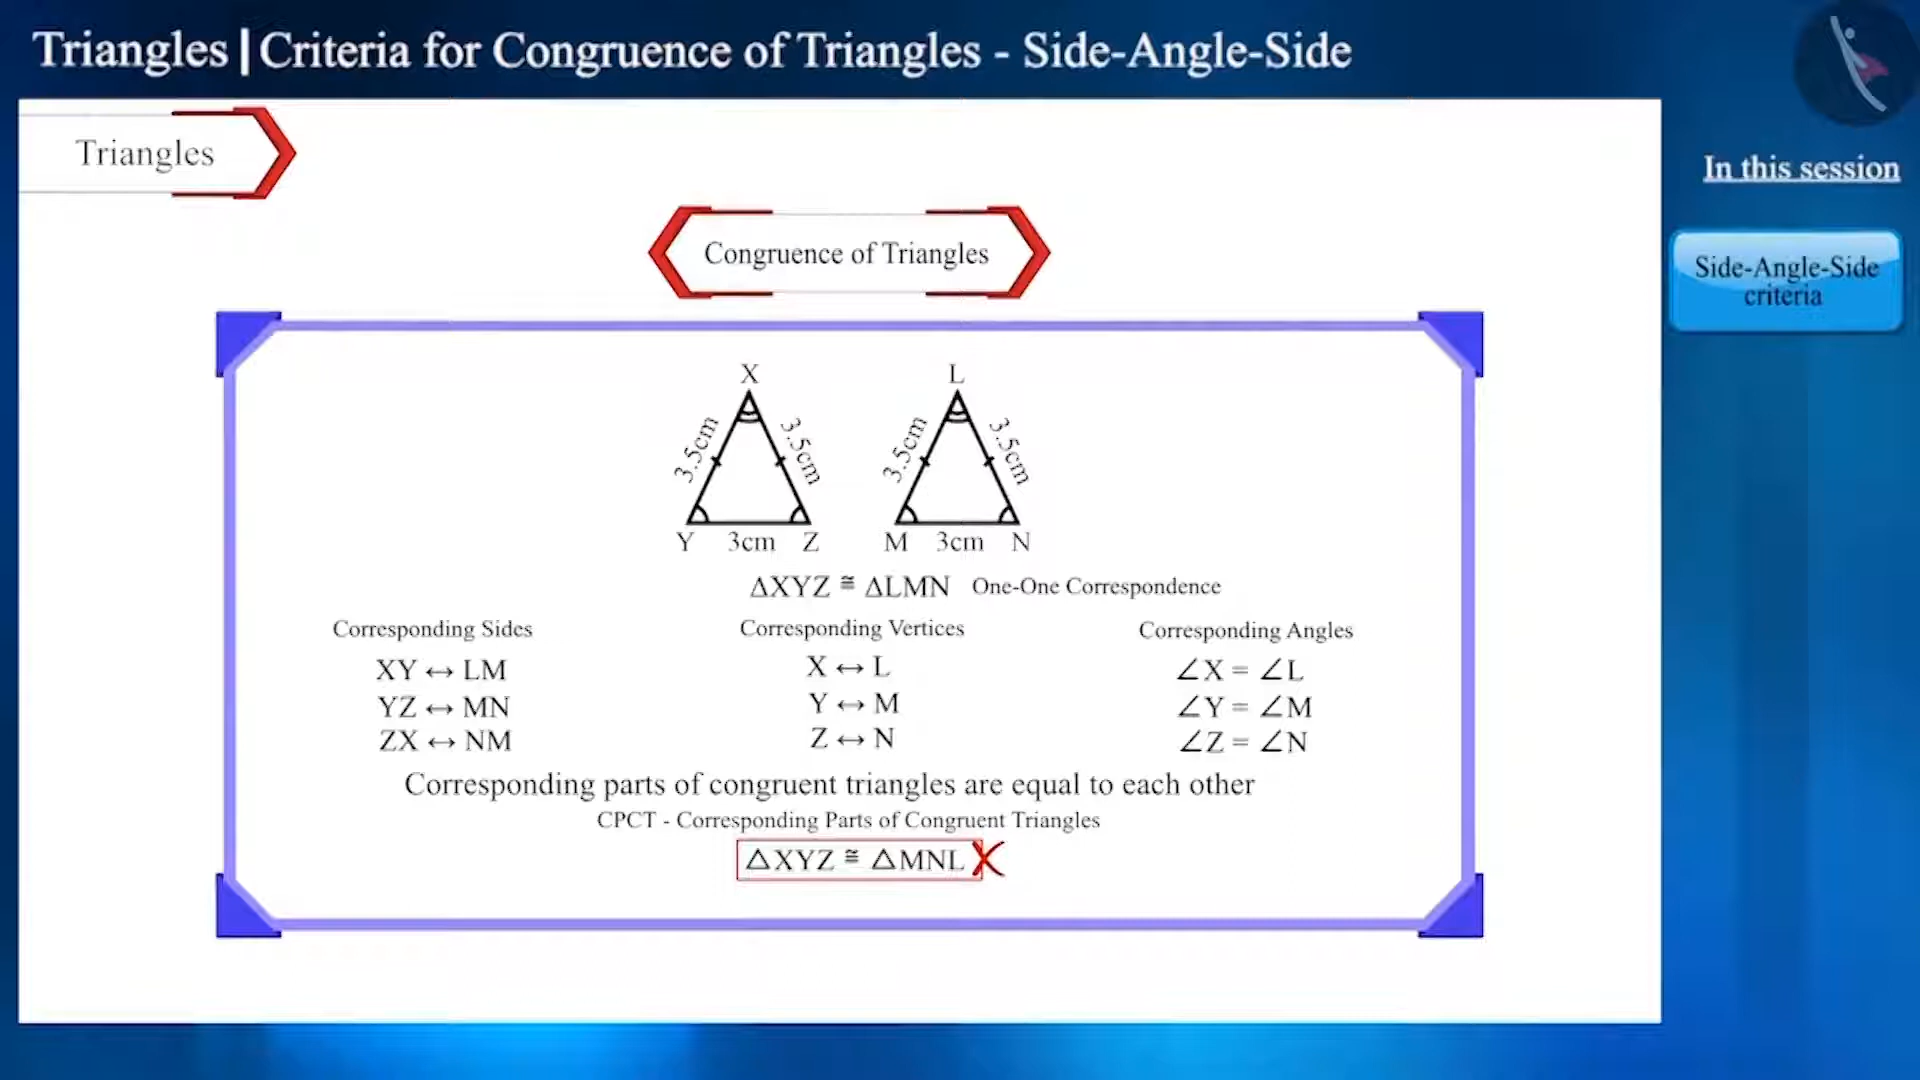 Triangles | Criteria for Congruence of Triangles - Side-Angle-Side
In this session
Side-Angle-Side
criteria
Triangles
Congruence of Triangles
X
L
3.5cm 3.5cm 3.5cm 3.5cm
Y 3cm Z M 3cm N
ΔXYZ ≅ ΔLMN One-One Correspondence
Corresponding Sides
XY ↔ LM
YZ ↔ MN
ZX ↔ NM
Corresponding Vertices
X ↔ L
Y ↔ M
Z ↔ N
Corresponding Angles
∠X = ∠L
∠Y = ∠M
∠Z = ∠N
Corresponding parts of congruent triangles are equal to each other
CPCT - Corresponding Parts of Congruent Triangles
△XYZ ≅ △MNL